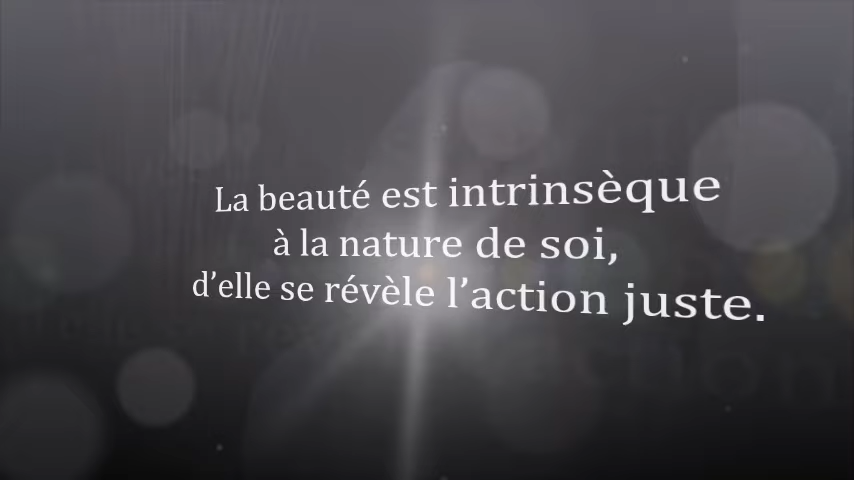 La beauté est intrinsèque
à la nature de soi,
d’elle se révèle l’action juste.